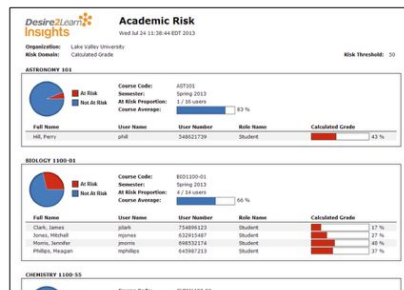 Desire2Learn
Insights
Academic Risk
Wed Jul 24 11:38:44 EDT 2013
Organization: Lake Valley University
Risk Domain: Calculated Grade
Risk Threshold: 50
ASTRONOMY 101
At Risk
Not At Risk
Course Code: AST101
Semester: Spring 2013
At Risk Proportion: 1 / 16 users
Course Average: 83 %
Full Name User Name User Number Role Name Calculated Grade
Hill, Perry phill 548621739 Student 43 %
BIOLOGY 1100-01
At Risk
Not At Risk
Course Code: BIO1100-01
Semester: Spring 2013
At Risk Proportion: 4 / 14 users
Course Average: 66 %
Full Name User Name User Number Role Name Calculated Grade
Clark, James jclark 754896123 Student 17 %
Jones, Mitchell mjones 632915487 Student 27 %
Morris, Jennifer jmorris 698532174 Student 48 %
Phillips, Meagan mphillips 645987213 Student 37 %
CHEMISTRY 1100-55